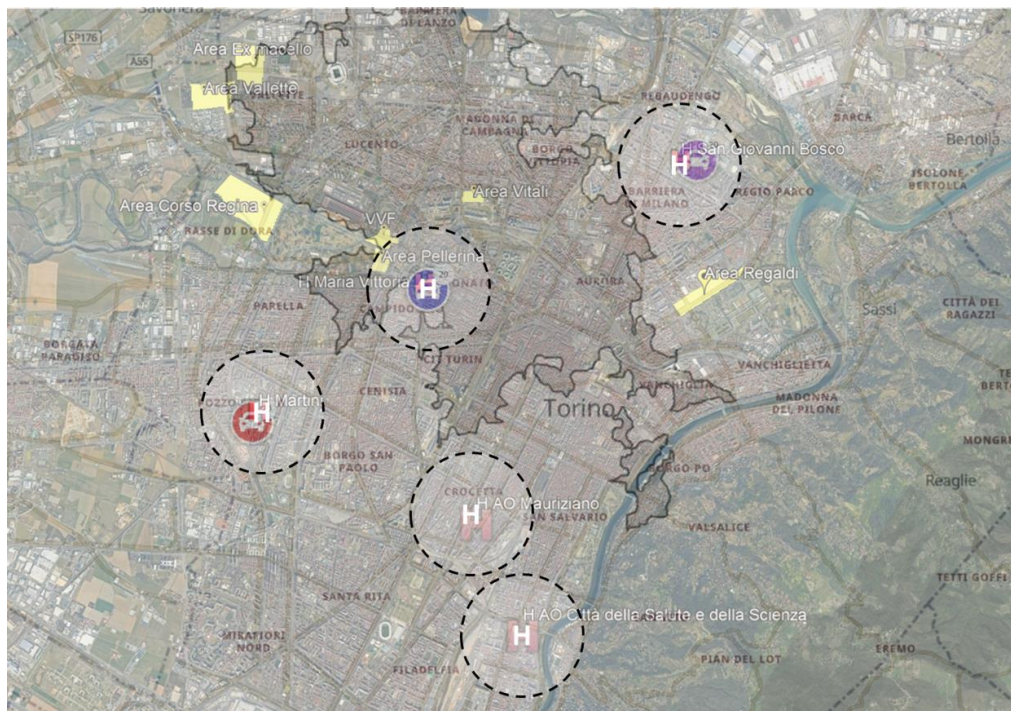 SP176
A55
BARRIERA
DI LANZO
Area Ex macello
Area Vallette
MADONNA DI
CAMPAGNA
LUCENTO
BORGO
VITTORIA
REBAUDENGO
BARCA
Bertolla
ISOLONE
BERTOLLA
H San Giovanni Bosco
H
BARRIERA
MILANO
REGIO PARCO
Area Vitali
Area Corso Regina
BASSE DI DORA
VVF
Area Pellerina
H Maria Vittoria
H
AURORA
Area Regaldi
PARELLA
Sassi
CITTÀ DEI
RAGAZZI
BORGATA
PARADISO
CIT TURIN
CENISIA
VANCHIGLIETTA
VANCHIGLIA
MADONNA
DEL PILONE
POZZO
H Martini
H
Torino
BORGO SAN
PAOLO
BORGO PO
Reaglie
CROCETTA
H AO Mauriziano
H
SAN SALVARIO
VALSALICE
TETTI GOFFI
SANTA RITA
H AO Città della Salute e della Scienza
H
MIRAFIORI
NORD
FILADELFIA
PIAN DEL LOT
EREMO